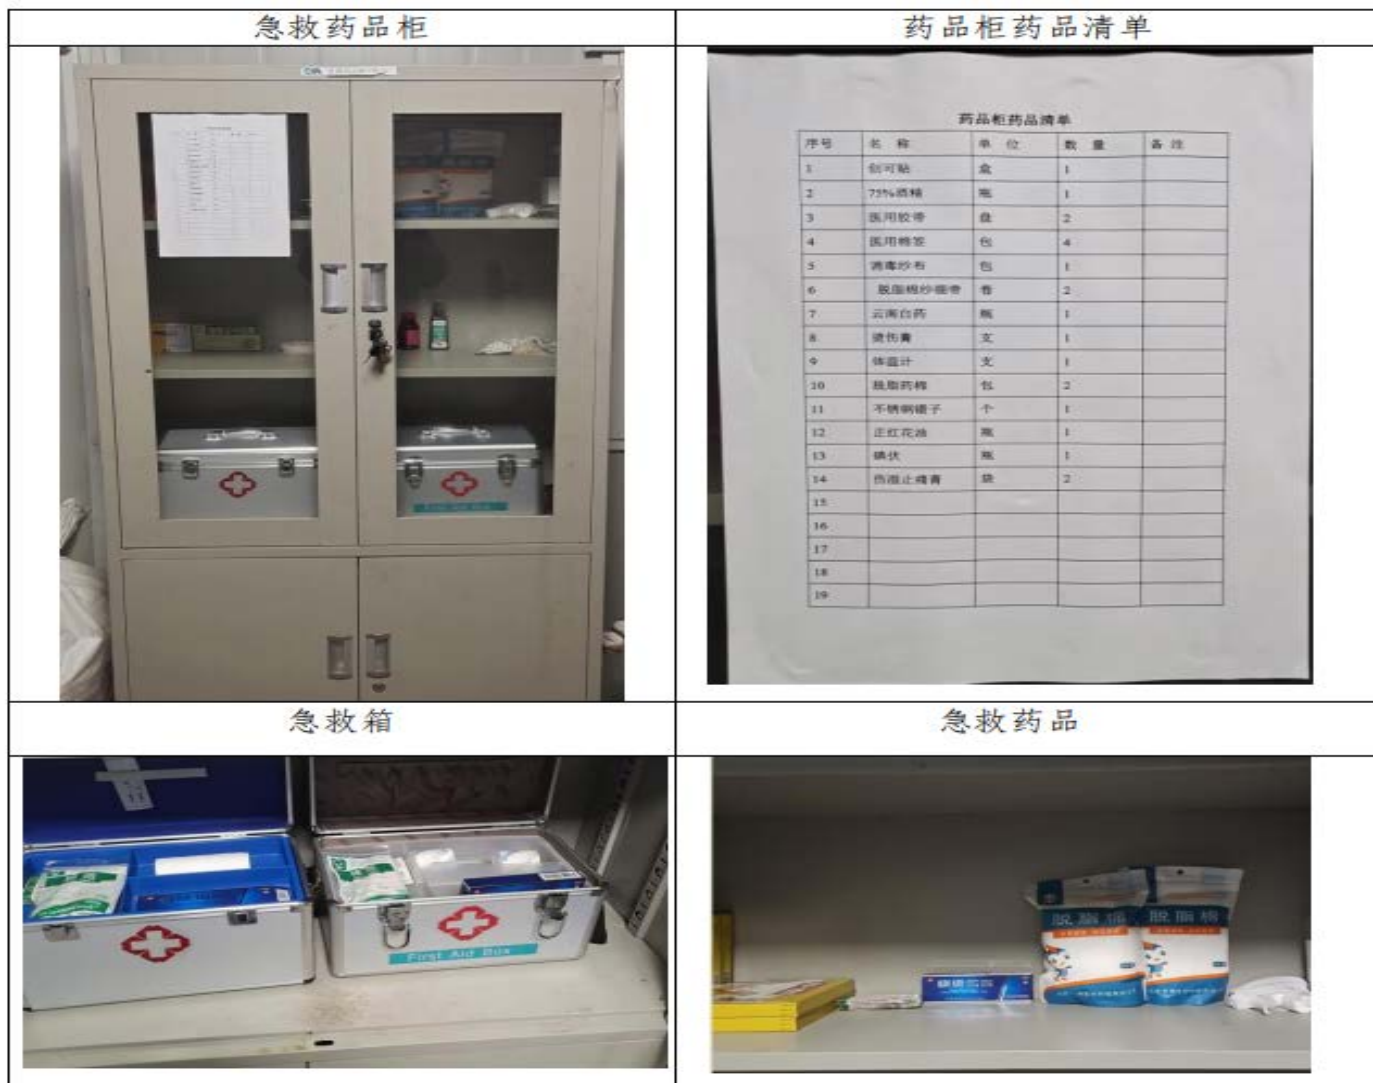 急救药品柜
药品柜药品清单
药品柜药品清单
序号 名 称 单 位 数 量 备注
1 创可贴 盒 1
2 75%酒精 瓶 1
3 医用胶带 盘 2
4 医用棉签 包 4
5 消毒纱布 包 1
6 脱脂棉纱绷带 卷 2
7 云南白药 瓶 1
8 烫伤膏 支 1
9 体温计 支 1
10 脱脂药棉 包 2
11 不锈钢镊子 个 1
12 正红花油 瓶 1
13 碘伏 瓶 1
14 伤湿止痛膏 袋 2
15
16
17
18
19
First Aid Box
急救箱
急救药品
First Aid Box
脱脂棉
脱脂棉